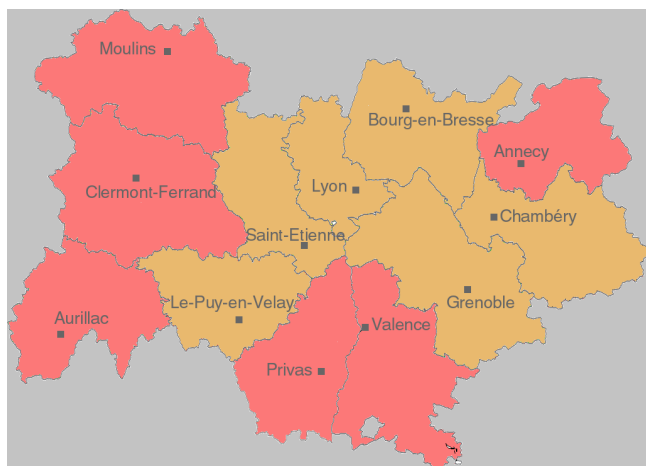 Moulins
Bourg-en-Bresse
Annecy
Clermont-Ferrand
Lyon
Chambéry
Saint-Etienne
Le-Puy-en-Velay
Grenoble
Aurillac
Valence
Privas